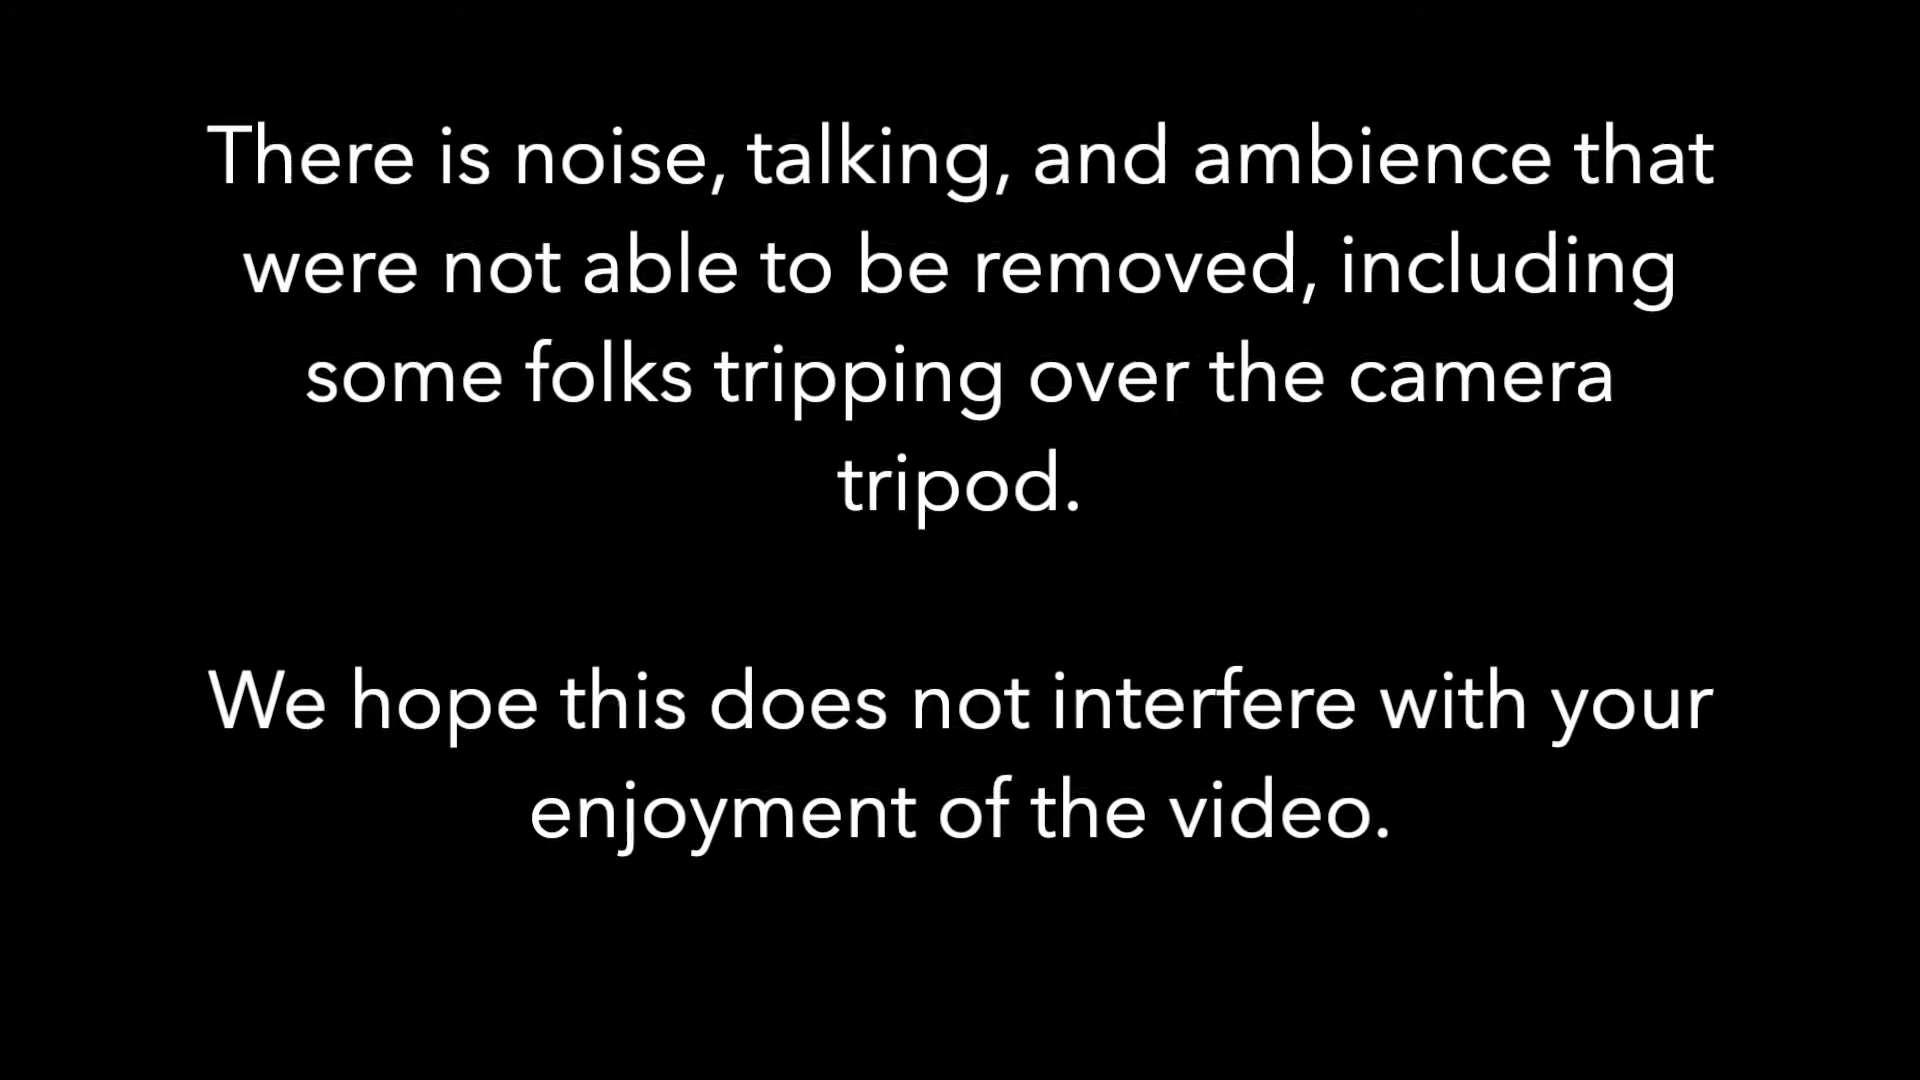 There is noise, talking, and ambience that
were not able to be removed, including
some folks tripping over the camera
tripod.
We hope this does not interfere with your
enjoyment of the video.